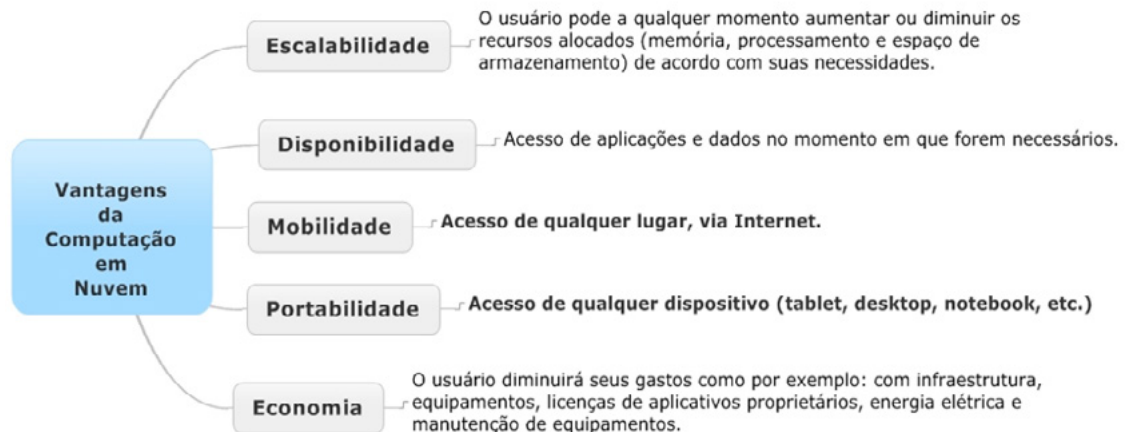 Vantagens
da
Computação
em
Nuvem
Escalabilidade
O usuário pode a qualquer momento aumentar ou diminuir os
recursos alocados (memória, processamento e espaço de
armazenamento) de acordo com suas necessidades.
Disponibilidade
Acesso de aplicações e dados no momento em que forem necessários.
Mobilidade
Acesso de qualquer lugar, via Internet.
Portabilidade
Acesso de qualquer dispositivo (tablet, desktop, notebook, etc.)
Economia
O usuário diminuirá seus gastos como por exemplo: com infraestrutura,
equipamentos, licenças de aplicativos proprietários, energia elétrica e
manutenção de equipamentos.